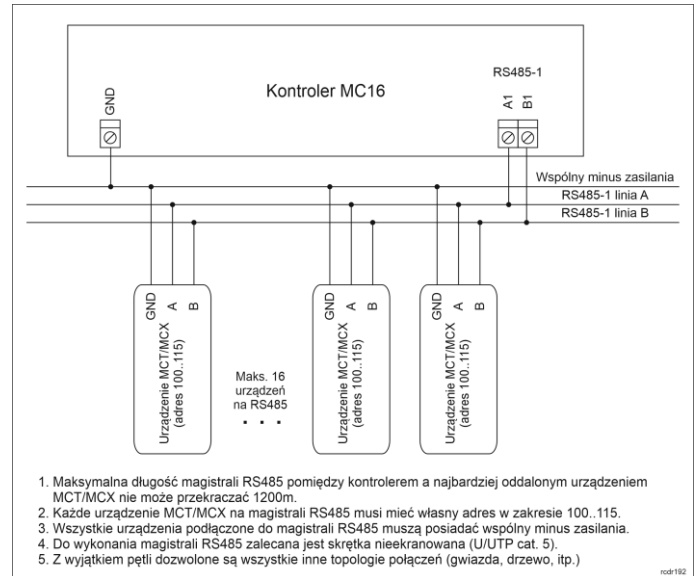 Kontroler MC16
RS485-1
GND
A1
B1
Wspólny minus zasilania
RS485-1 linia A
RS485-1 linia B
GND
A
B
Urządzenie MCT/MCX
(adres 100..115)
Maks. 16
urządzeń
na RS485
. . .
GND
A
B
Urządzenie MCT/MCX
(adres 100..115)
GND
A
B
Urządzenie MCT/MCX
(adres 100..115)
1. Maksymalna długość magistrali RS485 pomiędzy kontrolerem a najbardziej oddalonym urządzeniem
MCT/MCX nie może przekraczać 1200m.
2. Każde urządzenie MCT/MCX na magistrali RS485 musi mieć własny adres w zakresie 100..115.
3. Wszystkie urządzenia podłączone do magistrali RS485 muszą posiadać wspólny minus zasilania.
4. Do wykonania magistrali RS485 zalecana jest skrętka nieekranowana (U/UTP cat. 5).
5. Z wyjątkiem pętli dozwolone są wszystkie inne topologie połączeń (gwiazda, drzewo, itp.)
rcdr192